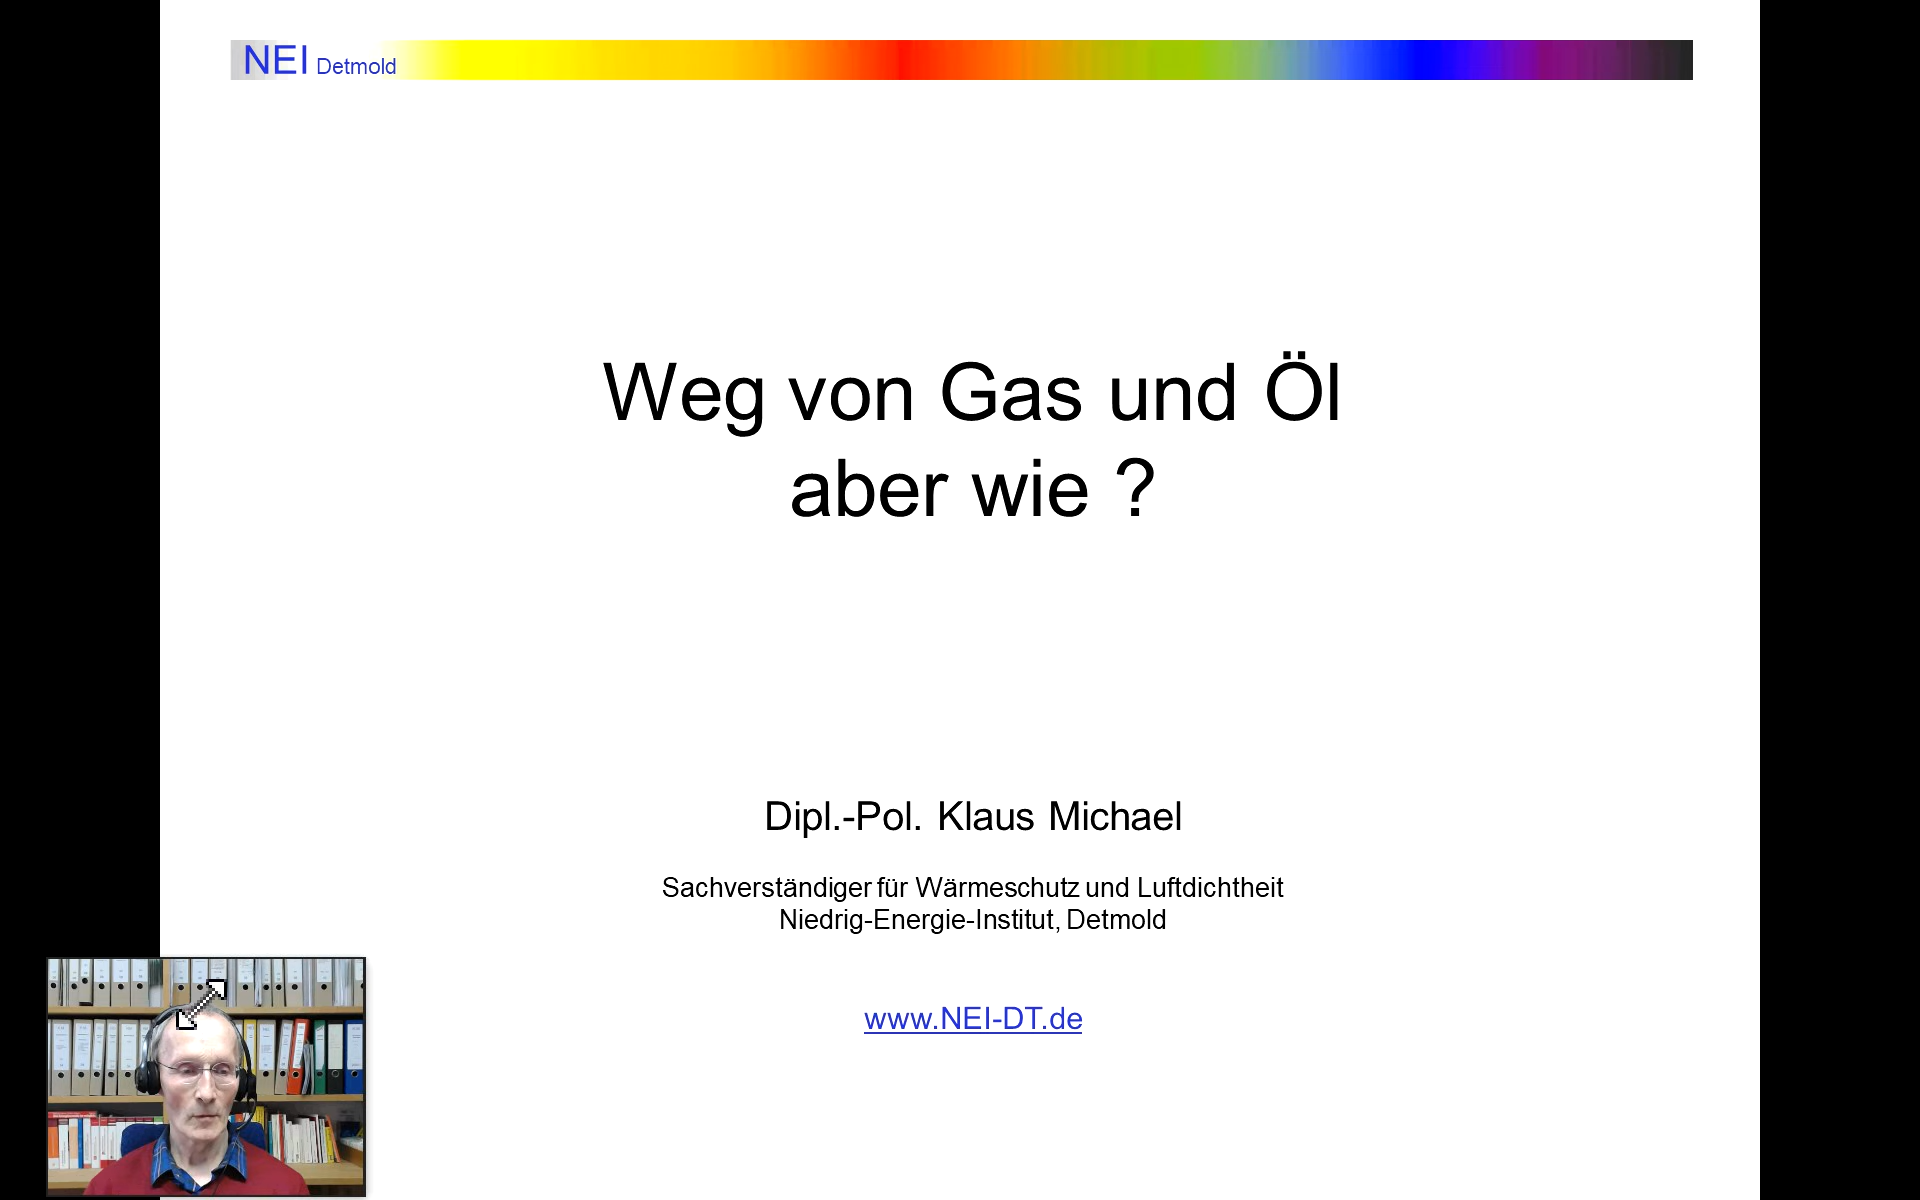 NEI Detmold
Weg von Gas und Öl
aber wie ?
Dipl.-Pol. Klaus Michael
Sachverständiger für Wärmeschutz und Luftdichtheit
Niedrig-Energie-Institut, Detmold
www.NEI-DT.de